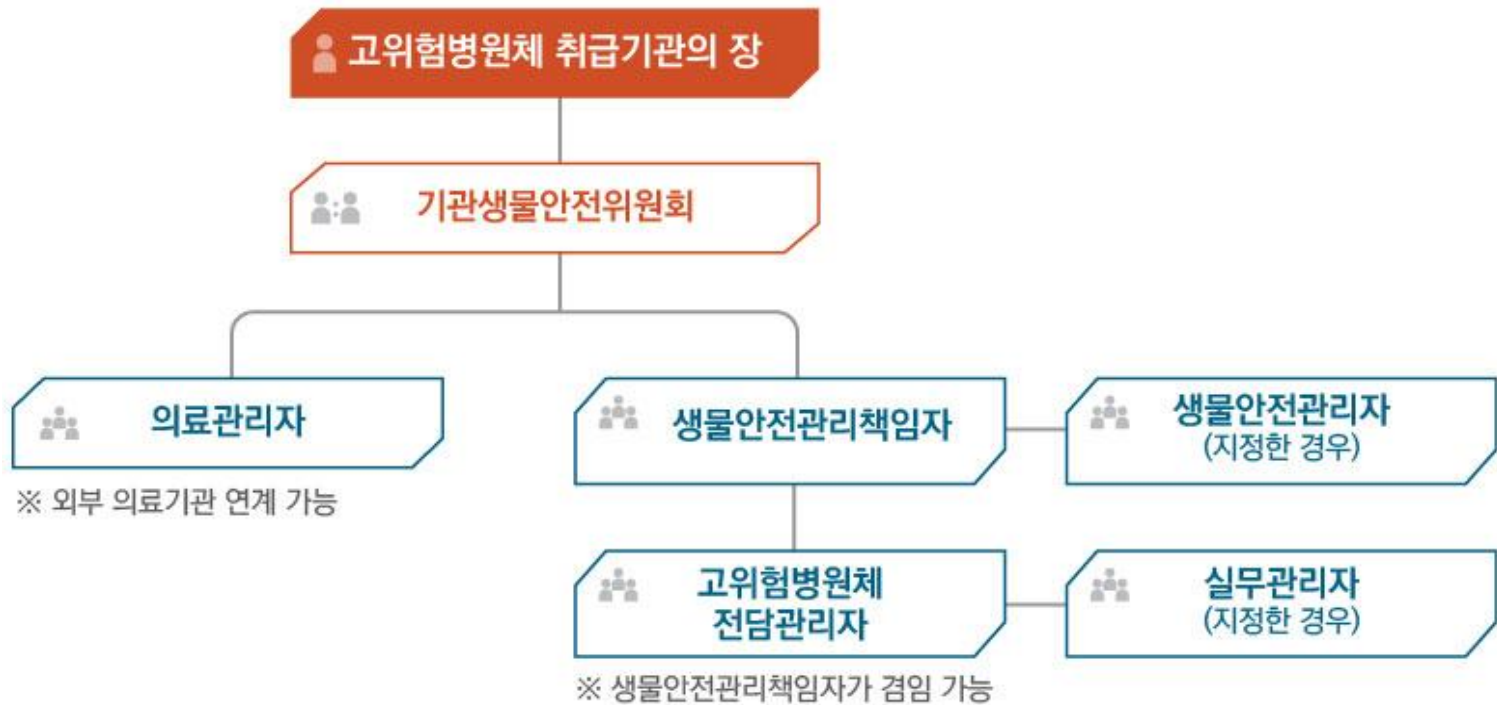 고위험병원체 취급기관의 장
기관생물안전위원회
의료관리자
※ 외부 의료기관 연계 가능
생물안전관리책임자
생물안전관리자
(지정한 경우)
고위험병원체
전담관리자
※ 생물안전관리책임자가 겸임 가능
실무관리자
(지정한 경우)